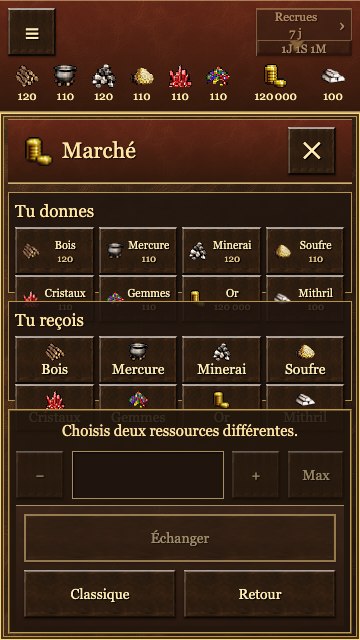 Recrues
7 j
1J 1S 1M
120 110 120 110 110 110 120 000 100
Marché
Tu donnes
Bois Mercure Minerai Soufre
120 110 120 110
Cristaux Gemmes Or Mithril
110 110 120 000 100
Tu reçois
Bois Mercure Minerai Soufre
Cristaux Gemmes Or Mithril
Choisis deux ressources différentes.
− + Max
Échanger
Classique Retour